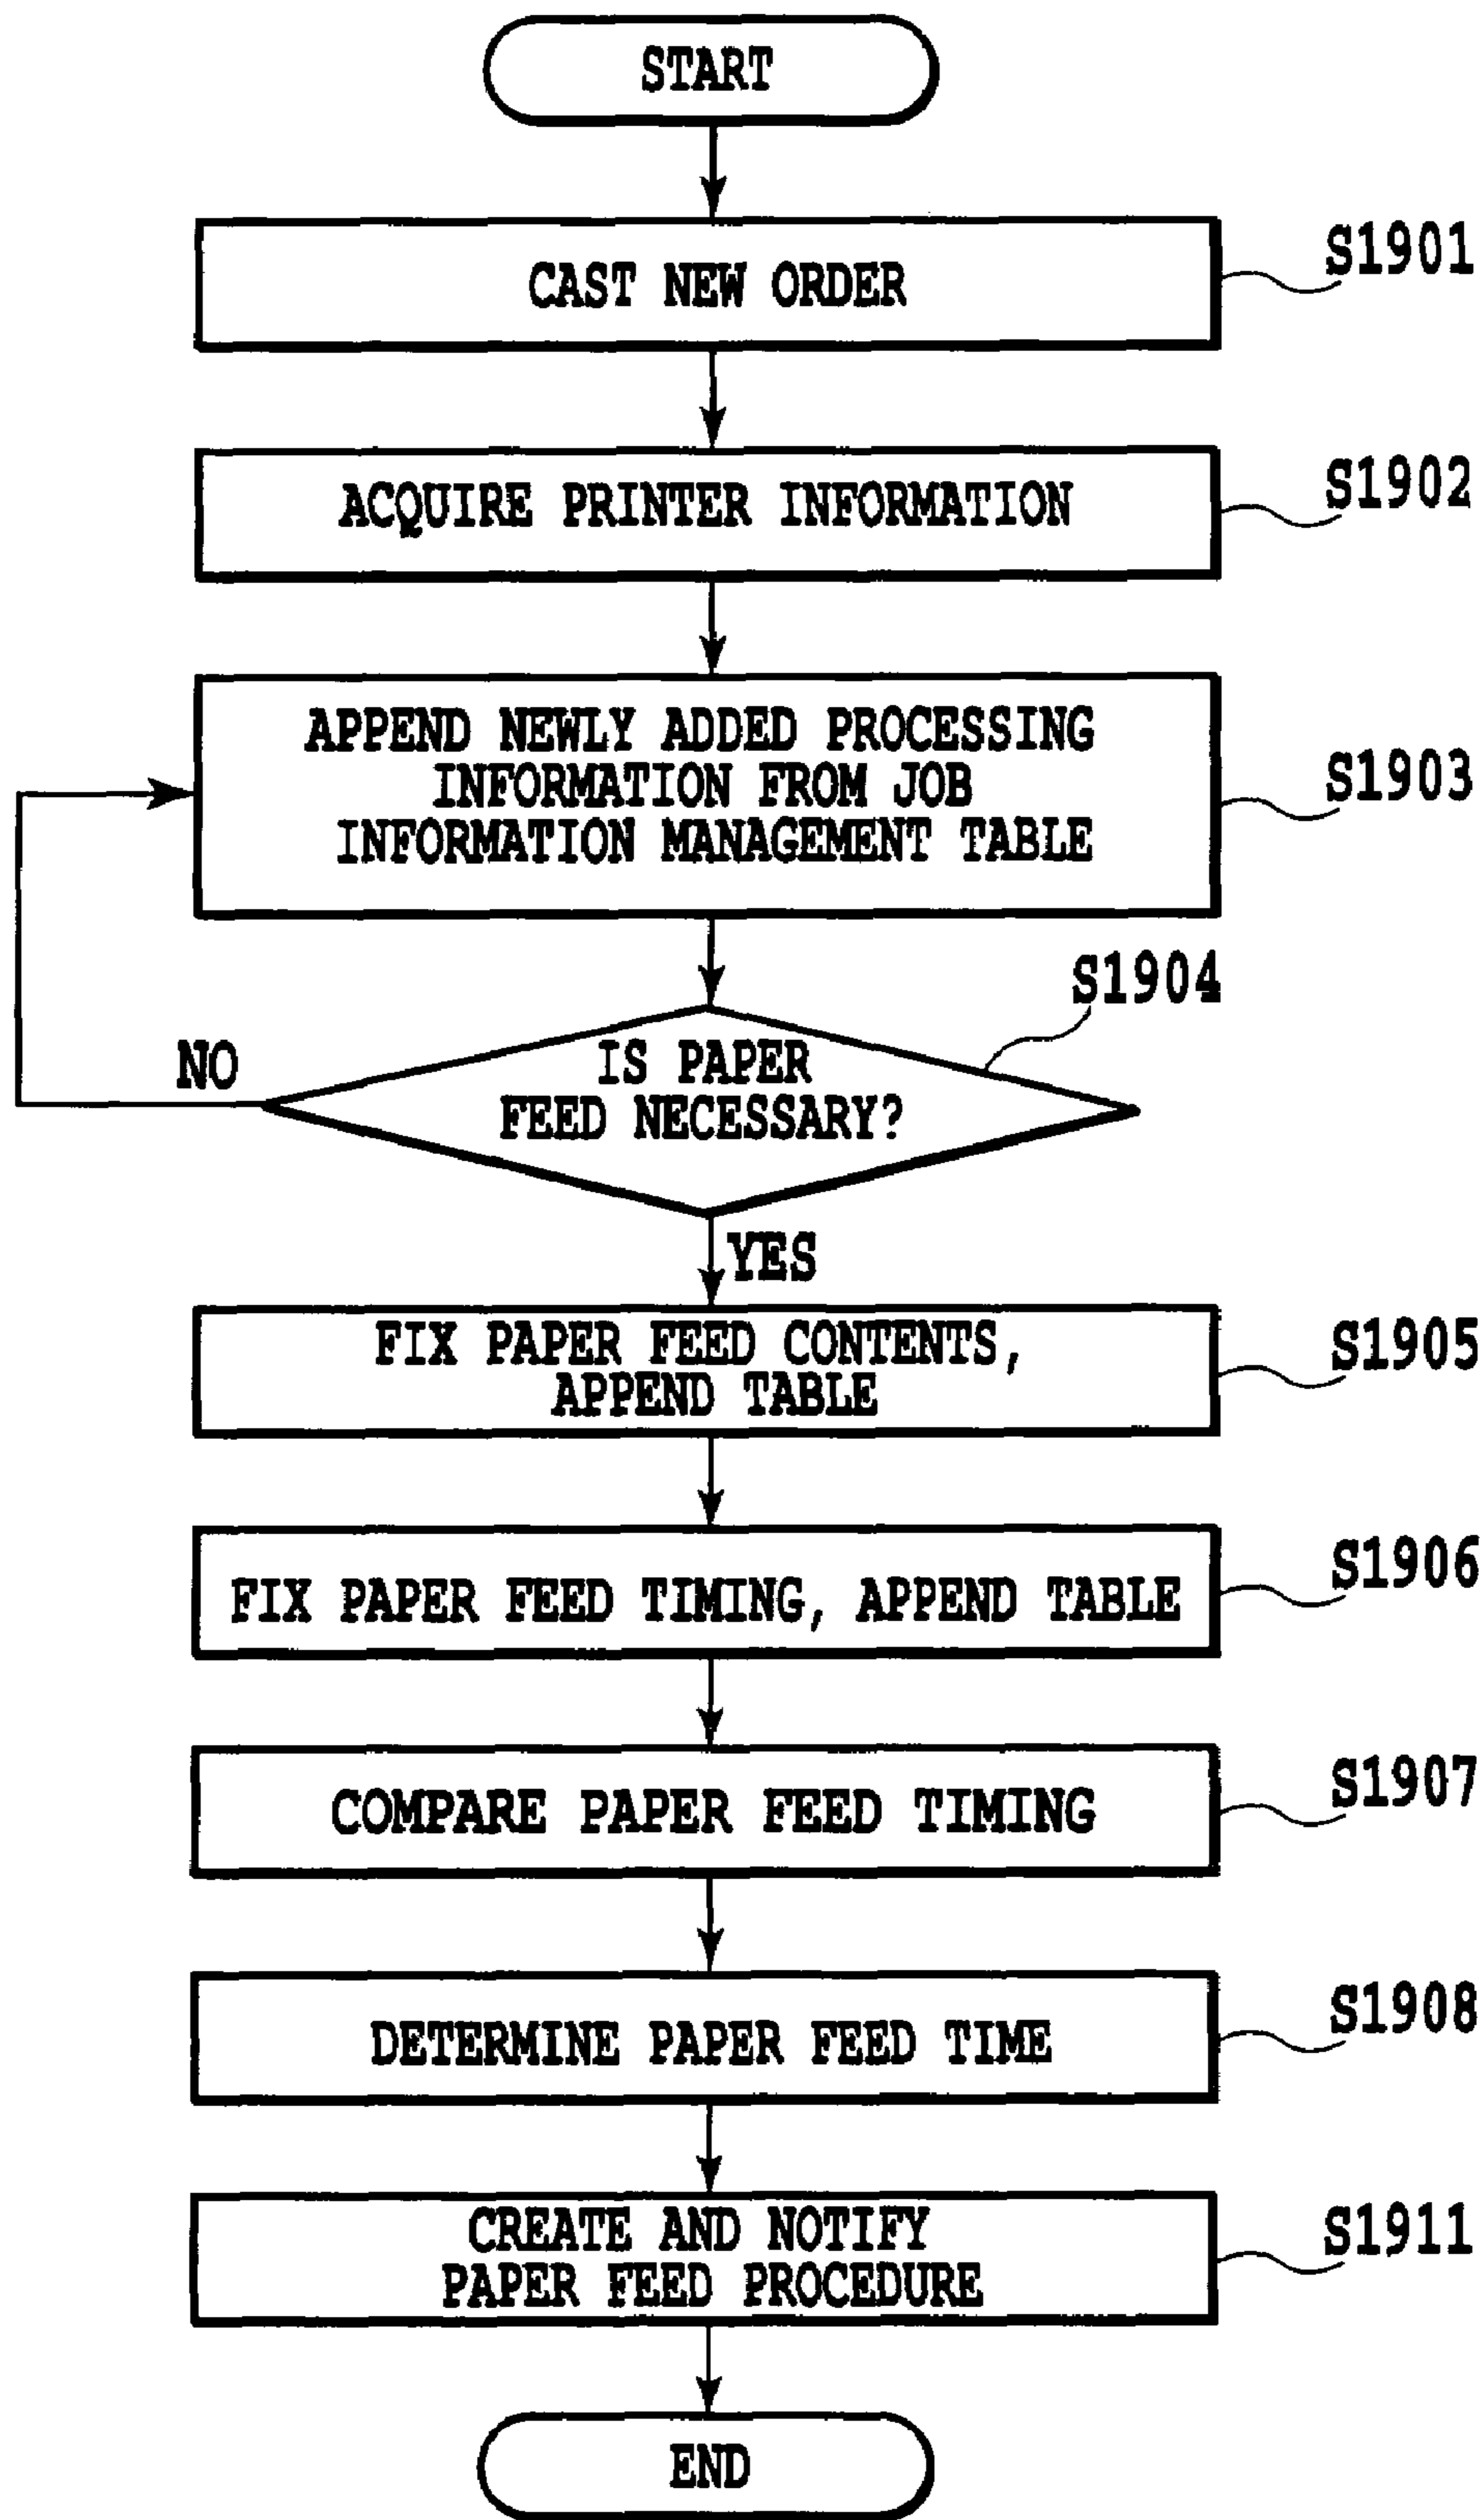 START
CAST NEW ORDER
S1901
ACQUIRE PRINTER INFORMATION
S1902
APPEND NEWLY ADDED PROCESSING
INFORMATION FROM JOB
INFORMATION MANAGEMENT TABLE
S1903
S1904
NO
IS PAPER
FEED NECESSARY?
YES
FIX PAPER FEED CONTENTS,
APPEND TABLE
S1905
FIX PAPER FEED TIMING, APPEND TABLE
S1906
COMPARE PAPER FEED TIMING
S1907
DETERMINE PAPER FEED TIME
S1908
CREATE AND NOTIFY
PAPER FEED PROCEDURE
S1911
END